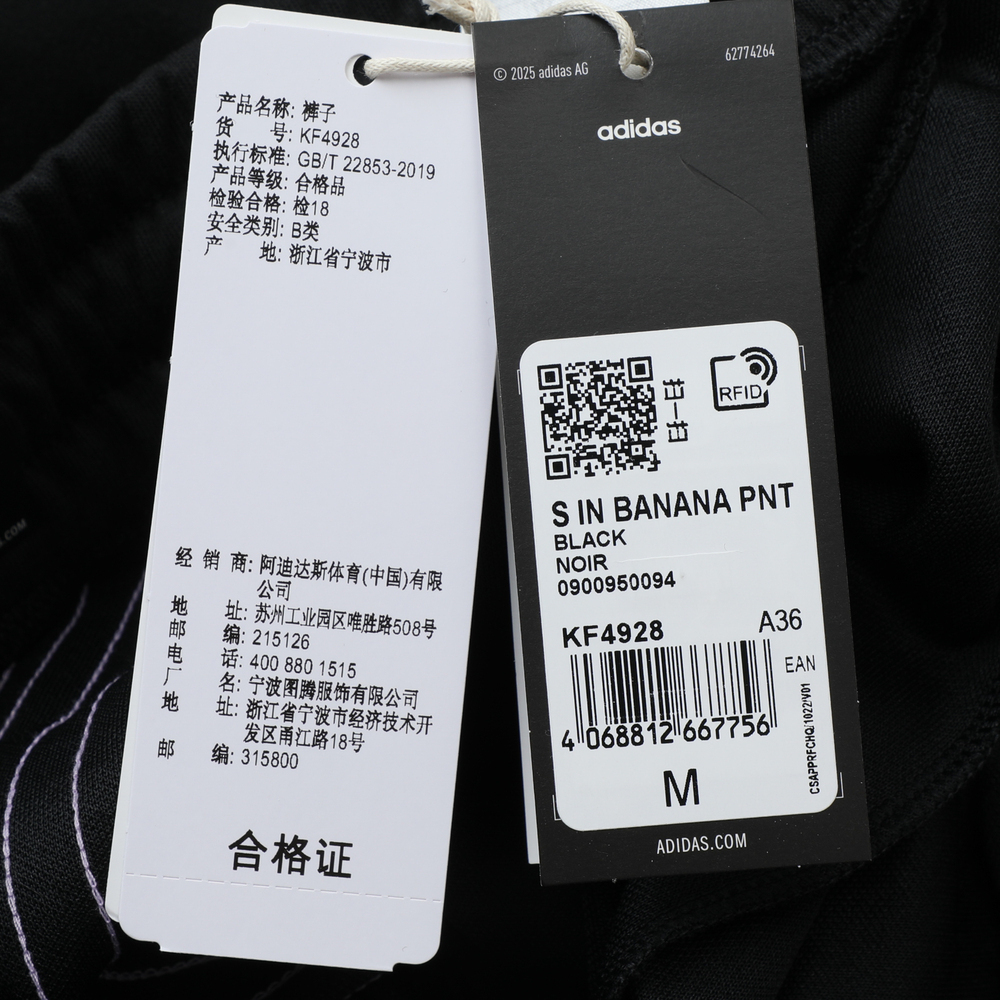 产品名称: 裤子
货 号: KF4928
执行标准: GB/T 22853-2019
产品等级: 合格品
检验合格: 检18
安全类别: B类
产 地: 浙江省宁波市
经 销 商: 阿迪达斯体育(中国)有限
公司
地 址: 苏州工业园区唯胜路508号
邮 编: 215126
电 话: 400 880 1515
厂 名: 宁波图腾服饰有限公司
地 址: 浙江省宁波市经济技术开
发区甬江路18号
邮 编: 315800
合格证
© 2025 adidas AG
62774264
adidas
RFID
S IN BANANA PNT
BLACK
NOIR
0900950094
KF4928 A36
EAN
4 068812 667756
CSAPPRFCHQ/1022/V01
M
ADIDAS.COM